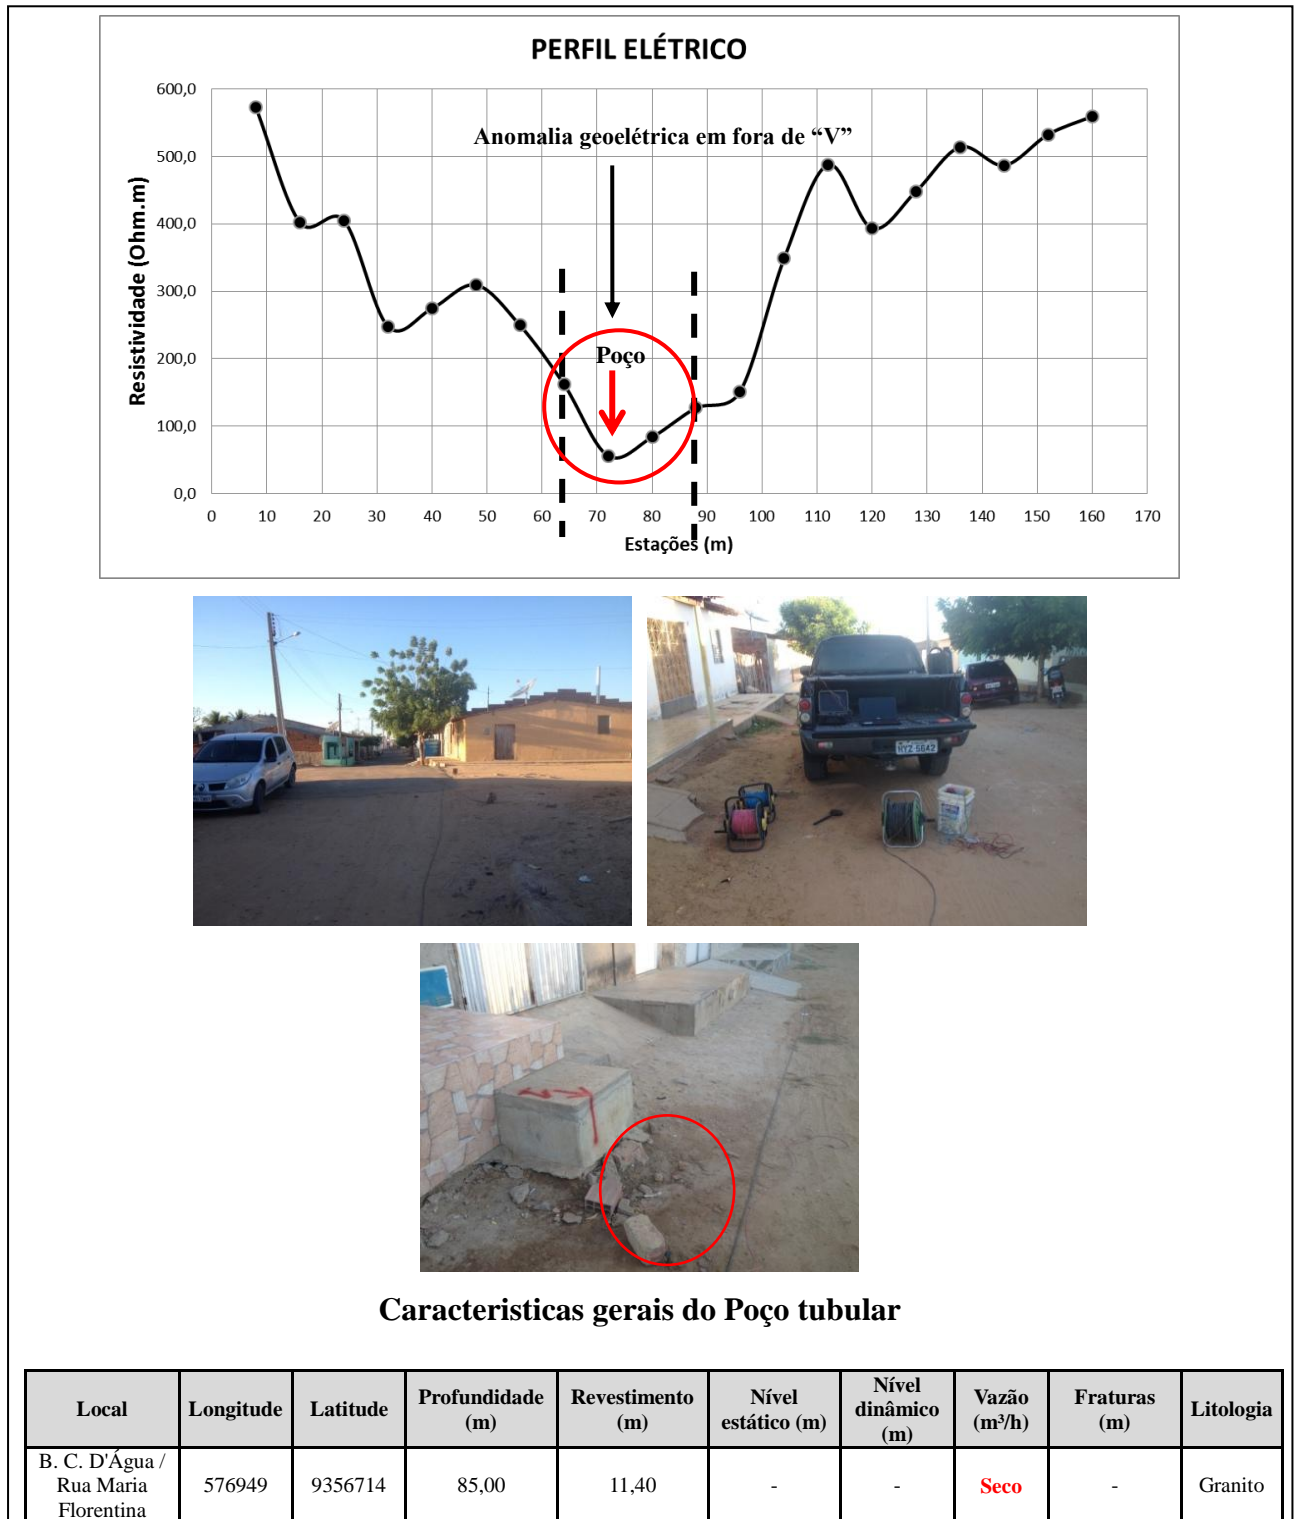 PERFIL ELÉTRICO
Anomalia geoelétrica em fora de “V”
Poço
Resistividade (Ohm.m)
600,0
500,0
400,0
300,0
200,0
100,0
0,0
0 10 20 30 40 50 60 70 80 90 100 110 120 130 140 150 160 170
Estações (m)
HYZ 5642
Caracteristicas gerais do Poço tubular
Local Longitude Latitude Profundidade (m) Revestimento (m) Nível estático (m) Nível dinâmico (m) Vazão (m³/h) Fraturas (m) Litologia
B. C. D'Água / Rua Maria Florentina 576949 9356714 85,00 11,40 - - Seco - Granito